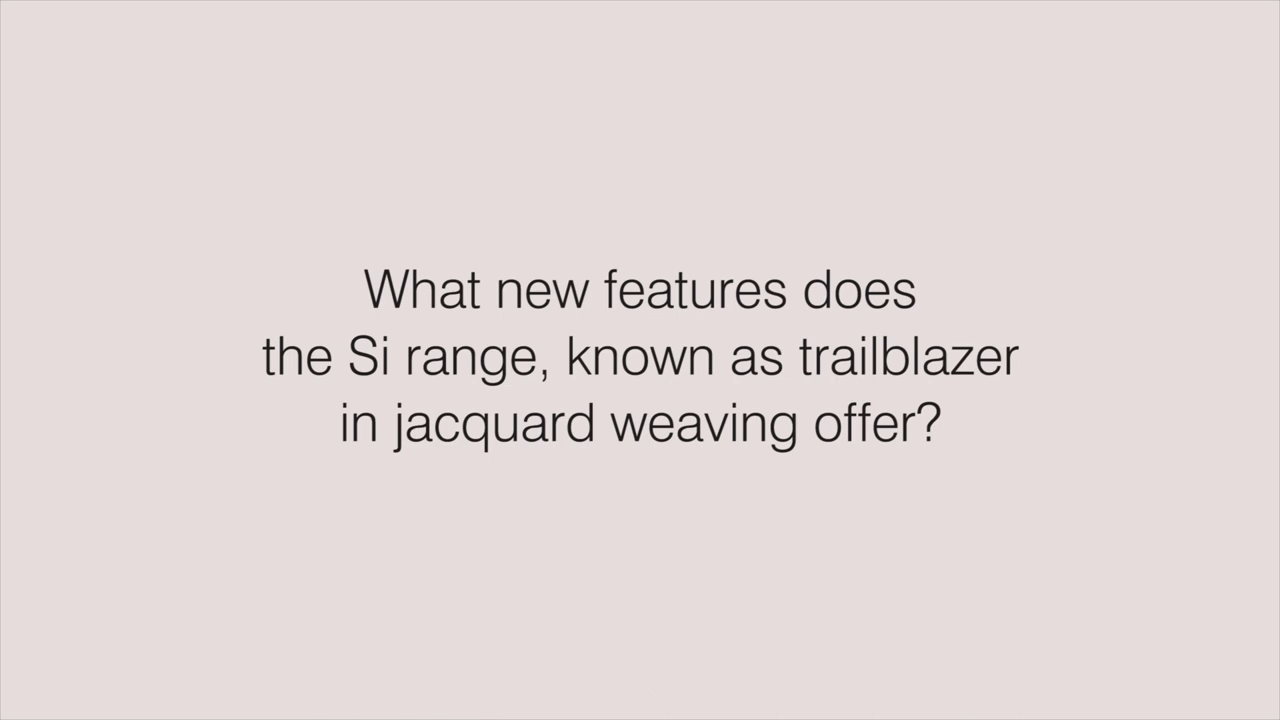 What new features does
the Si range, known as trailblazer
in jacquard weaving offer?